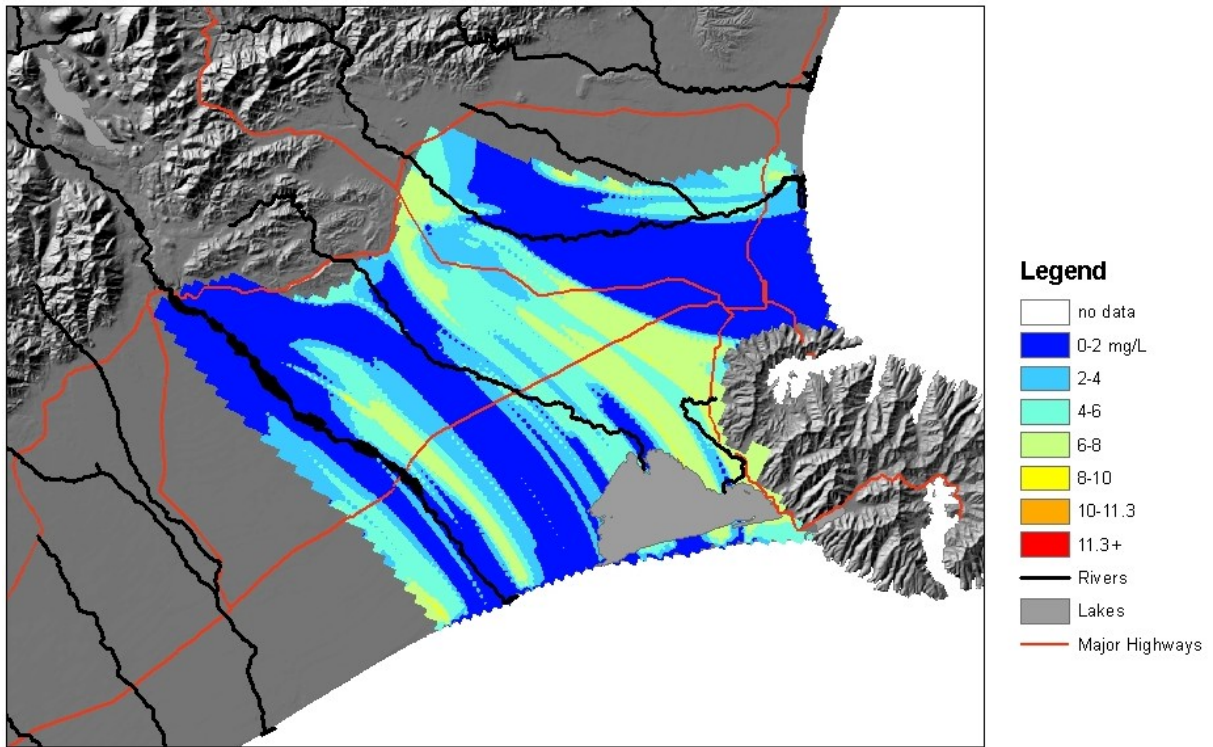 Legend
no data
0-2 mg/L
2-4
4-6
6-8
8-10
10-11.3
11.3+
Rivers
Lakes
Major Highways